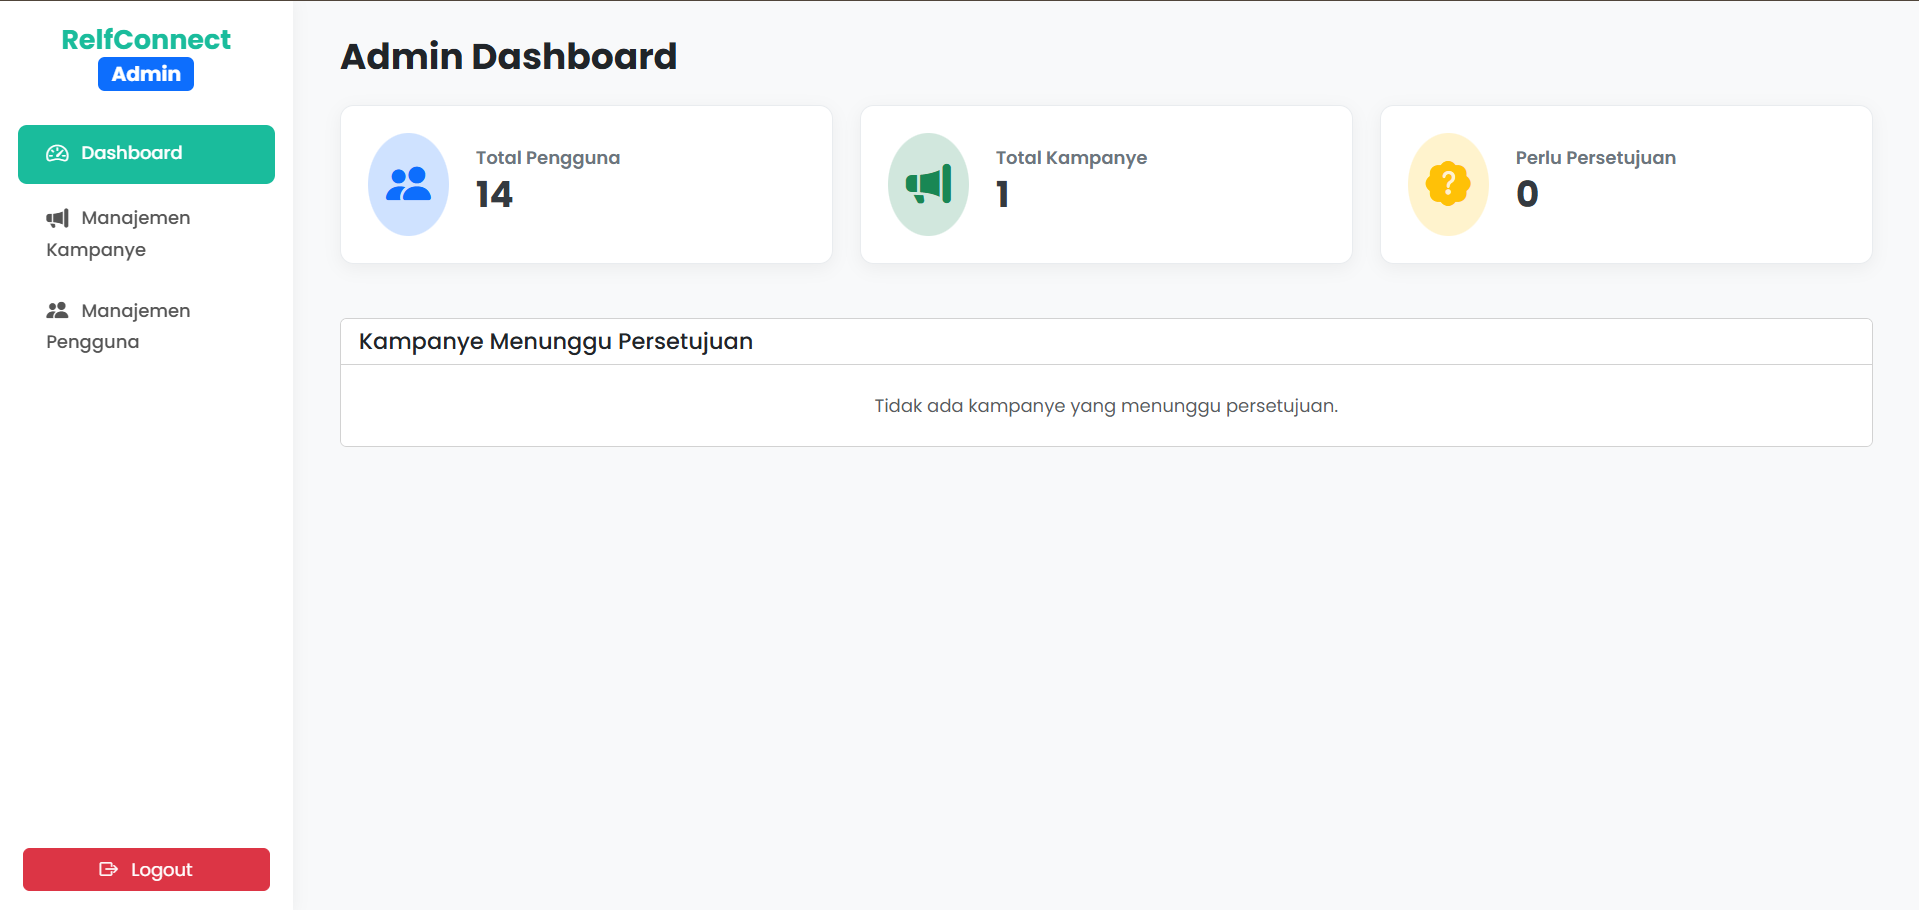 RelfConnect
Admin
Dashboard
Manajemen
Kampanye
Manajemen
Pengguna
Logout
Admin Dashboard
Total Pengguna
14
Total Kampanye
1
Perlu Persetujuan
0
Kampanye Menunggu Persetujuan
Tidak ada kampanye yang menunggu persetujuan.